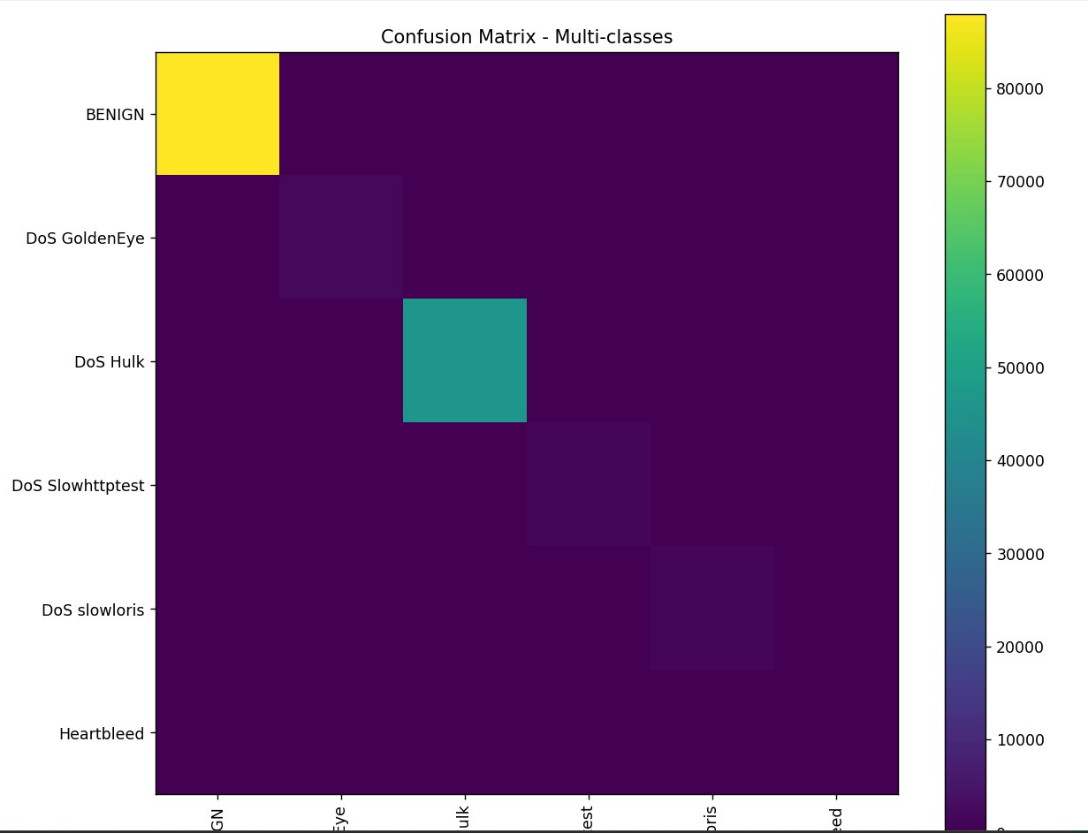 Confusion Matrix - Multi-classes
BENIGN
DoS GoldenEye
DoS Hulk
DoS Slowhttptest
DoS slowloris
Heartbleed
GN
Eye
ulk
est
oris
ed
80000
70000
60000
50000
40000
30000
20000
10000